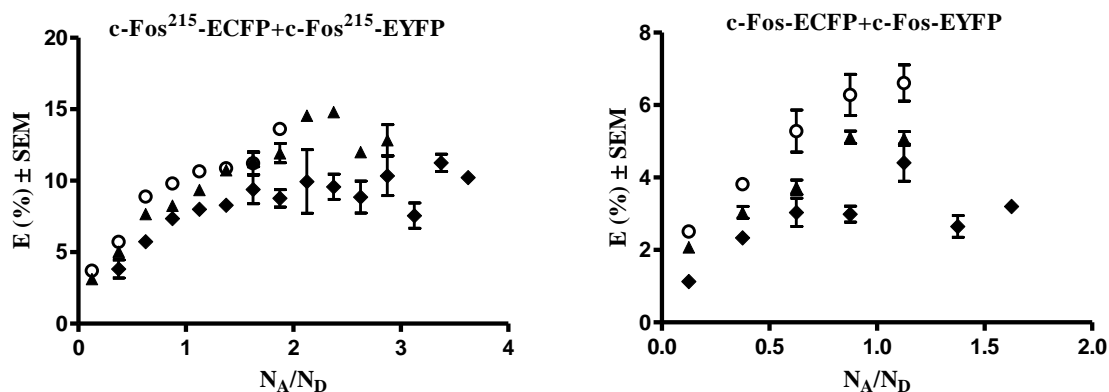 c-Fos²¹⁵-ECFP+c-Fos²¹⁵-EYFP
20
15
10
5
0
E (%) ± SEM
0 1 2 3 4
N_A/N_D
c-Fos-ECFP+c-Fos-EYFP
8
6
4
2
0
E (%) ± SEM
0.0 0.5 1.0 1.5 2.0
N_A/N_D